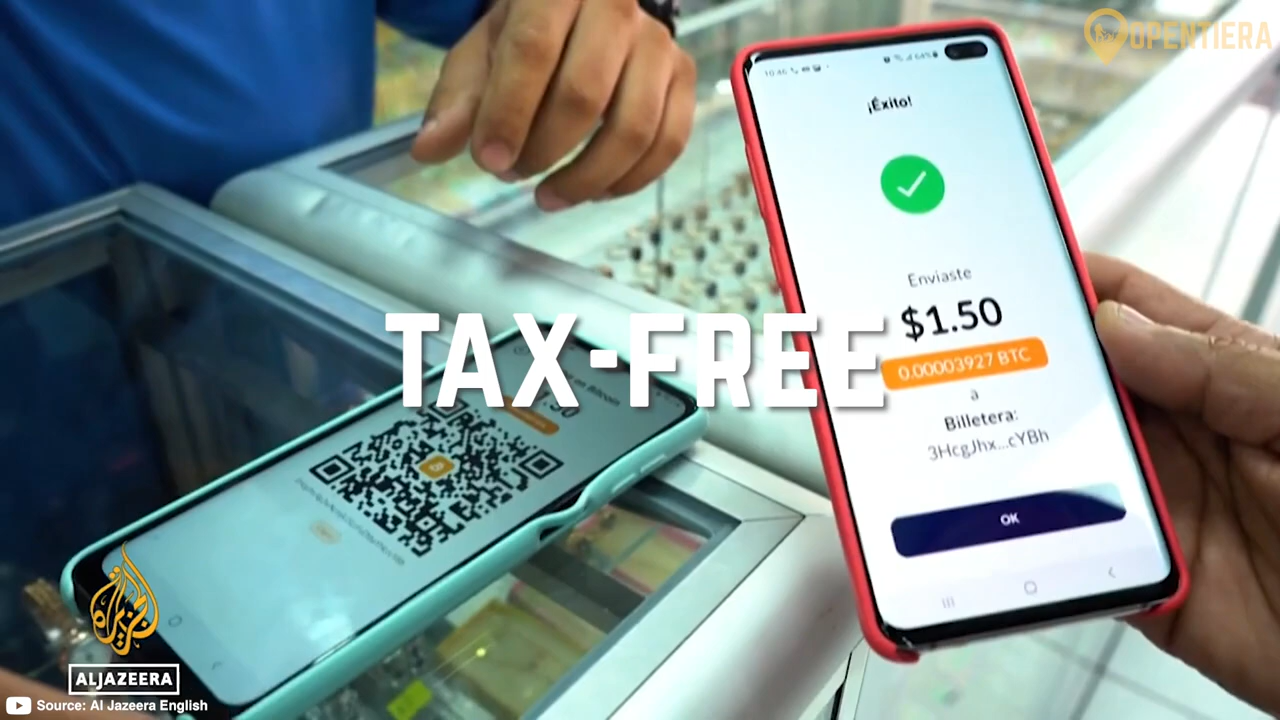 OPENTIERA
10:46
64%
¡Éxito!
Enviaste
$1.50
0.00003927 BTC
a
Billetera:
3HcgJhx...cYBh
OK
TAX-FREE
ALJAZEERA
Source: Al Jazeera English